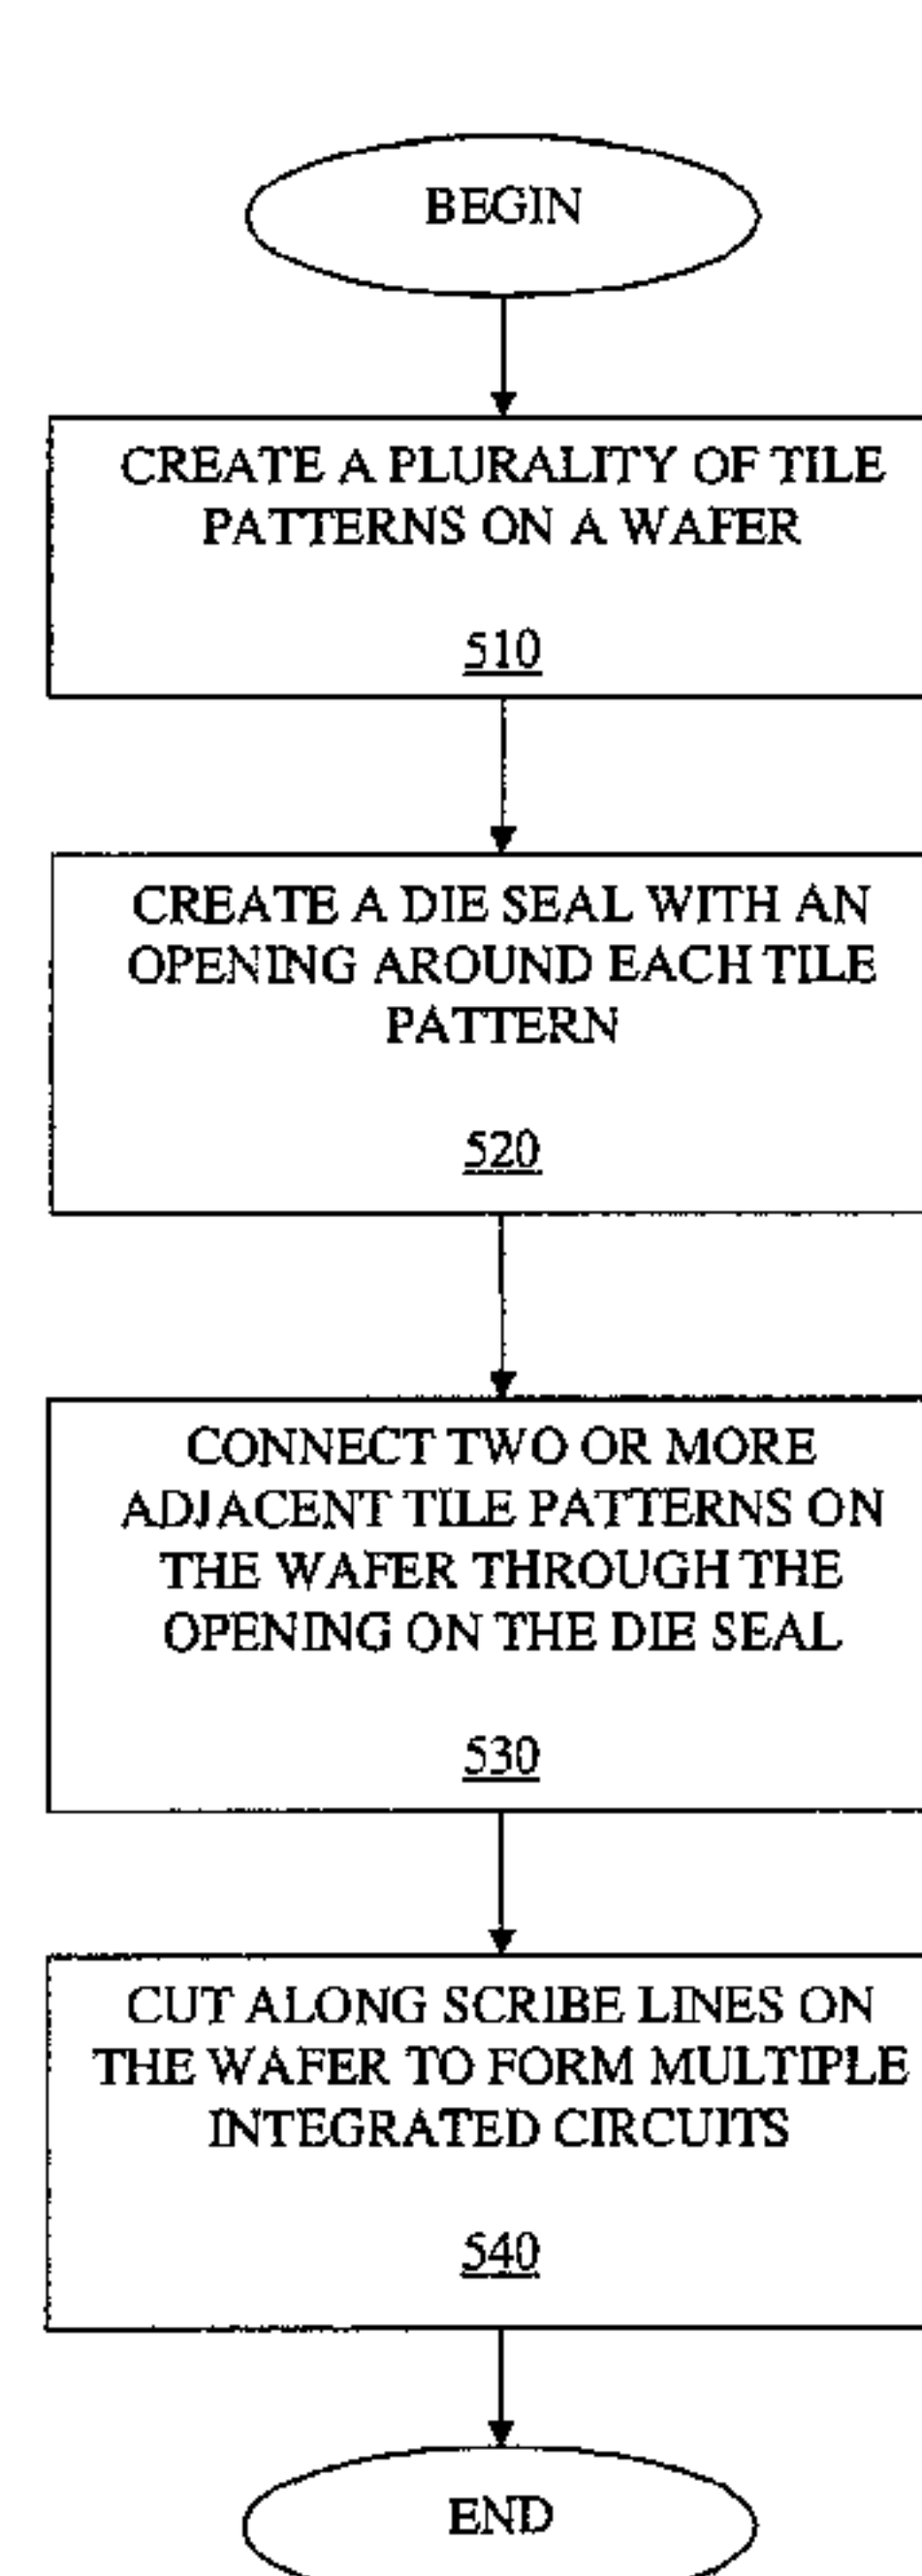 BEGIN
CREATE A PLURALITY OF TILE
PATTERNS ON A WAFER
510
CREATE A DIE SEAL WITH AN
OPENING AROUND EACH TILE
PATTERN
520
CONNECT TWO OR MORE
ADJACENT TILE PATTERNS ON
THE WAFER THROUGH THE
OPENING ON THE DIE SEAL
530
CUT ALONG SCRIBE LINES ON
THE WAFER TO FORM MULTIPLE
INTEGRATED CIRCUITS
540
END